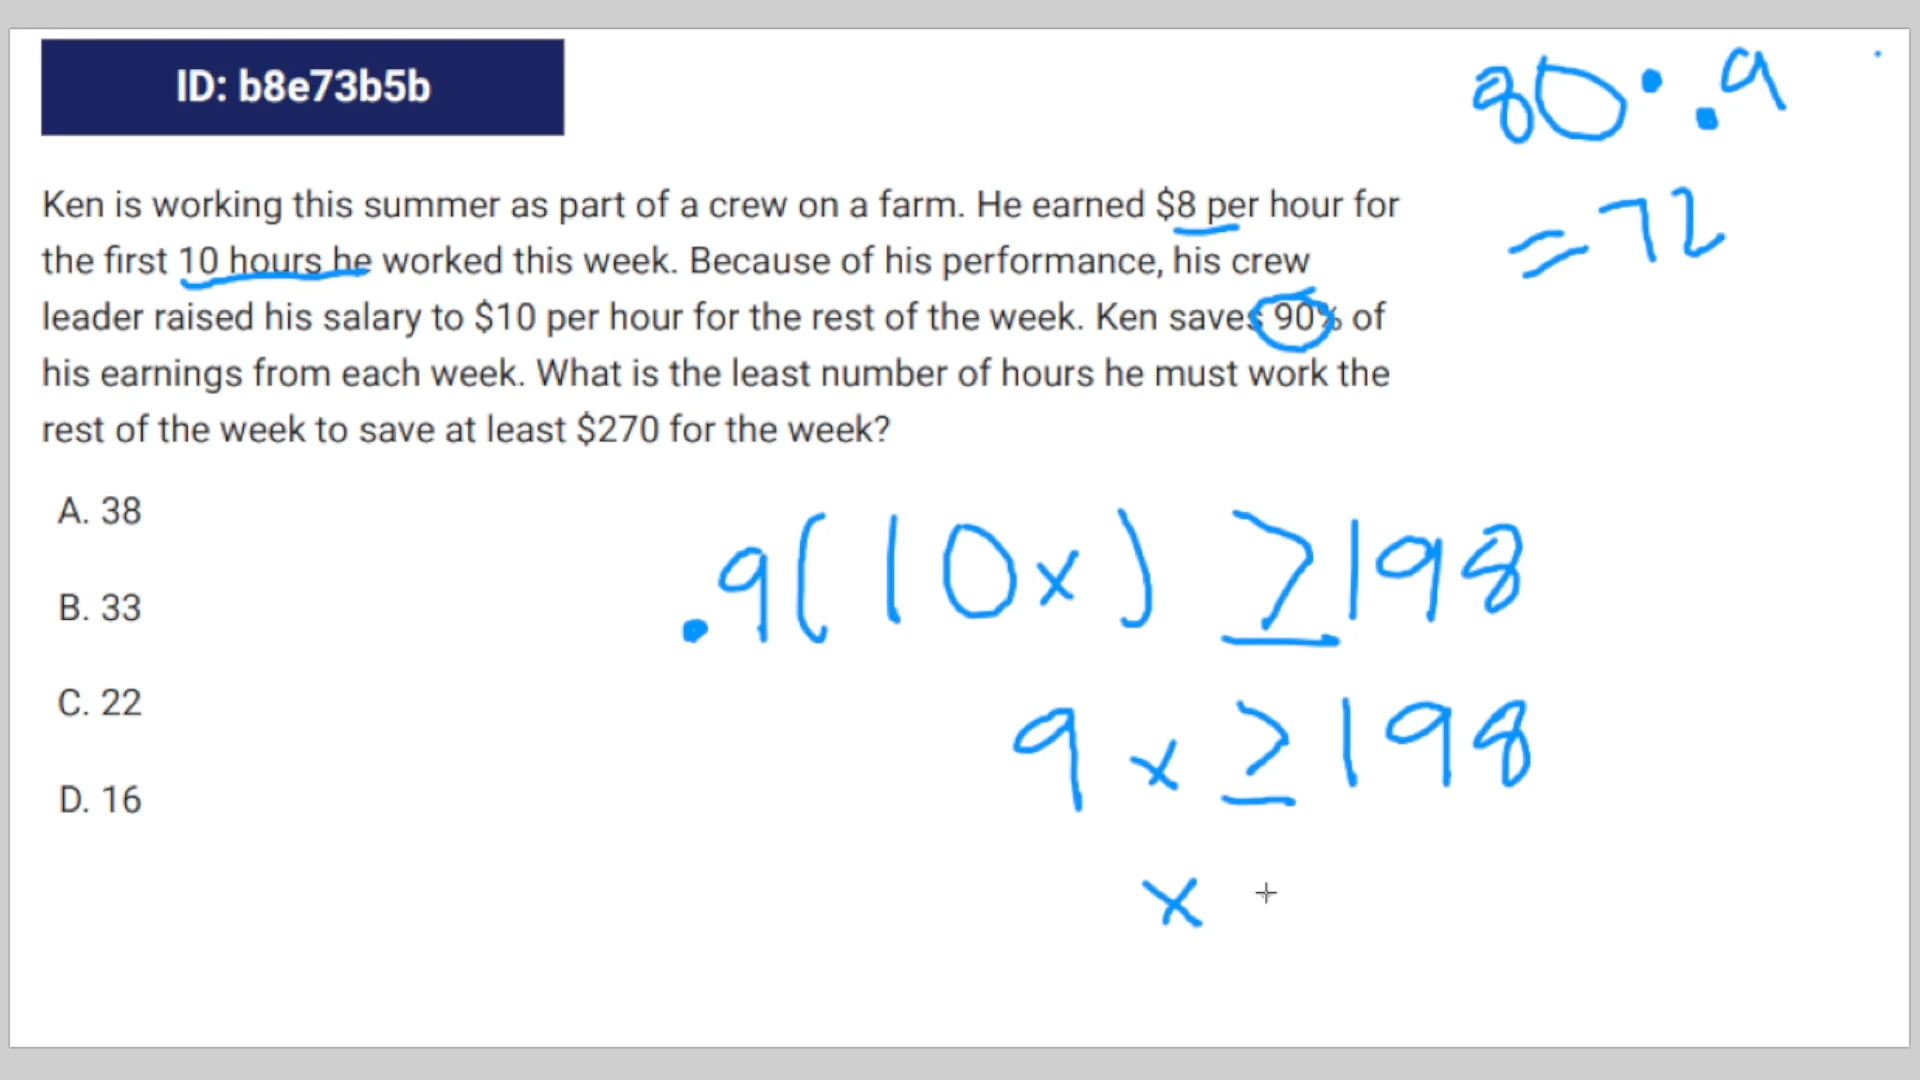 ID: b8e73b5b
80 · .9
= 72
Ken is working this summer as part of a crew on a farm. He earned $8 per hour for
the first 10 hours he worked this week. Because of his performance, his crew
leader raised his salary to $10 per hour for the rest of the week. Ken saves 90% of
his earnings from each week. What is the least number of hours he must work the
rest of the week to save at least $270 for the week?
A. 38
B. 33
C. 22
D. 16
.9(10x) ≥ 198
9x ≥ 198
x